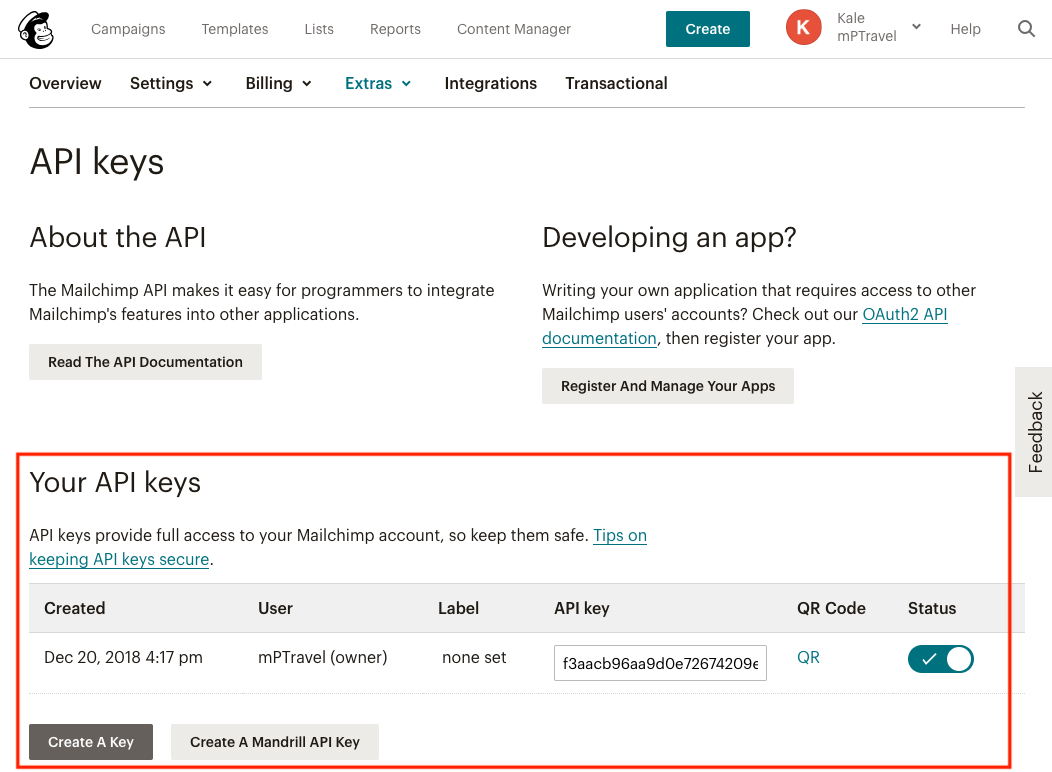 Campaigns Templates Lists Reports Content Manager Create K Kale Help
mPTravel
Overview Settings Billing Extras Integrations Transactional
API keys
About the API
The Mailchimp API makes it easy for programmers to integrate
Mailchimp's features into other applications.
Read The API Documentation
Developing an app?
Writing your own application that requires access to other
Mailchimp users' accounts? Check out our OAuth2 API
documentation, then register your app.
Register And Manage Your Apps
Feedback
Your API keys
API keys provide full access to your Mailchimp account, so keep them safe. Tips on
keeping API keys secure.
Created User Label API key QR Code Status
Dec 20, 2018 4:17 pm mPTravel (owner) none set f3aacb96aa9d0e72674209e QR
Create A Key Create A Mandrill API Key